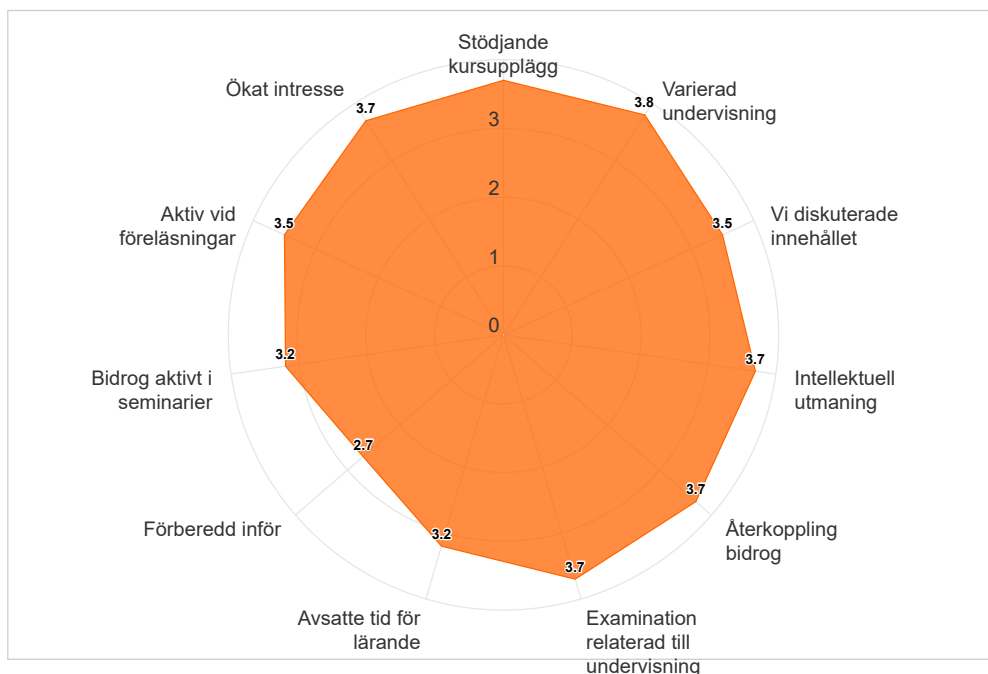 Stödjande
kursupplägg
Ökat intresse
3.7
3.8
Varierad
undervisning
3
2
1
0
Aktiv vid
föreläsningar
3.5
3.5
Vi diskuterade
innehållet
Bidrog aktivt i
seminarier
3.2
3.7
Intellektuell
utmaning
Förberedd inför
2.7
3.7
Återkoppling
bidrog
Avsatte tid för
lärande
3.2
3.7
Examination
relaterad till
undervisning